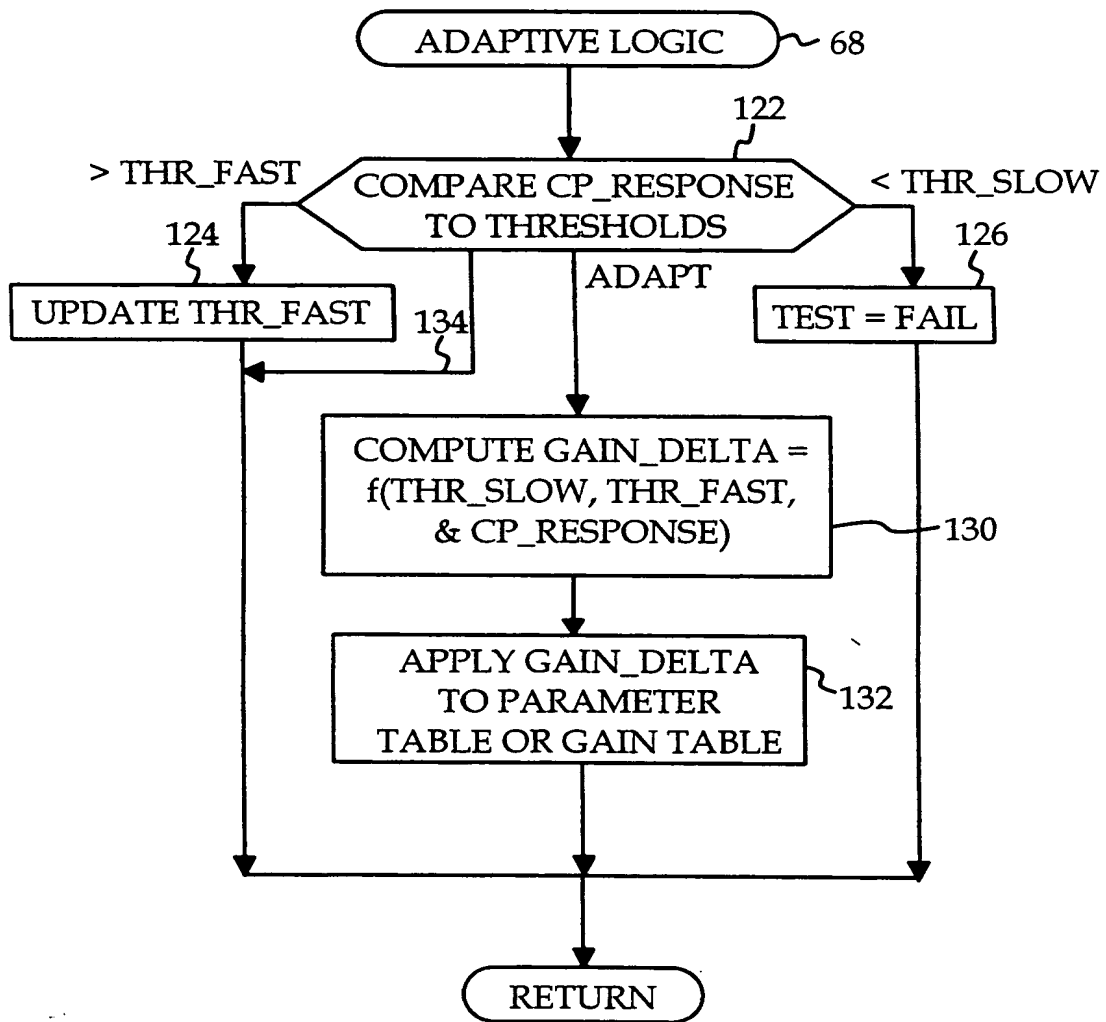 ADAPTIVE LOGIC
68
122
> THR_FAST
COMPARE CP_RESPONSE
TO THRESHOLDS
< THR_SLOW
124
ADAPT
126
UPDATE THR_FAST
134
TEST = FAIL
COMPUTE GAIN_DELTA =
f(THR_SLOW, THR_FAST,
& CP_RESPONSE)
130
APPLY GAIN_DELTA
TO PARAMETER
TABLE OR GAIN TABLE
132
RETURN